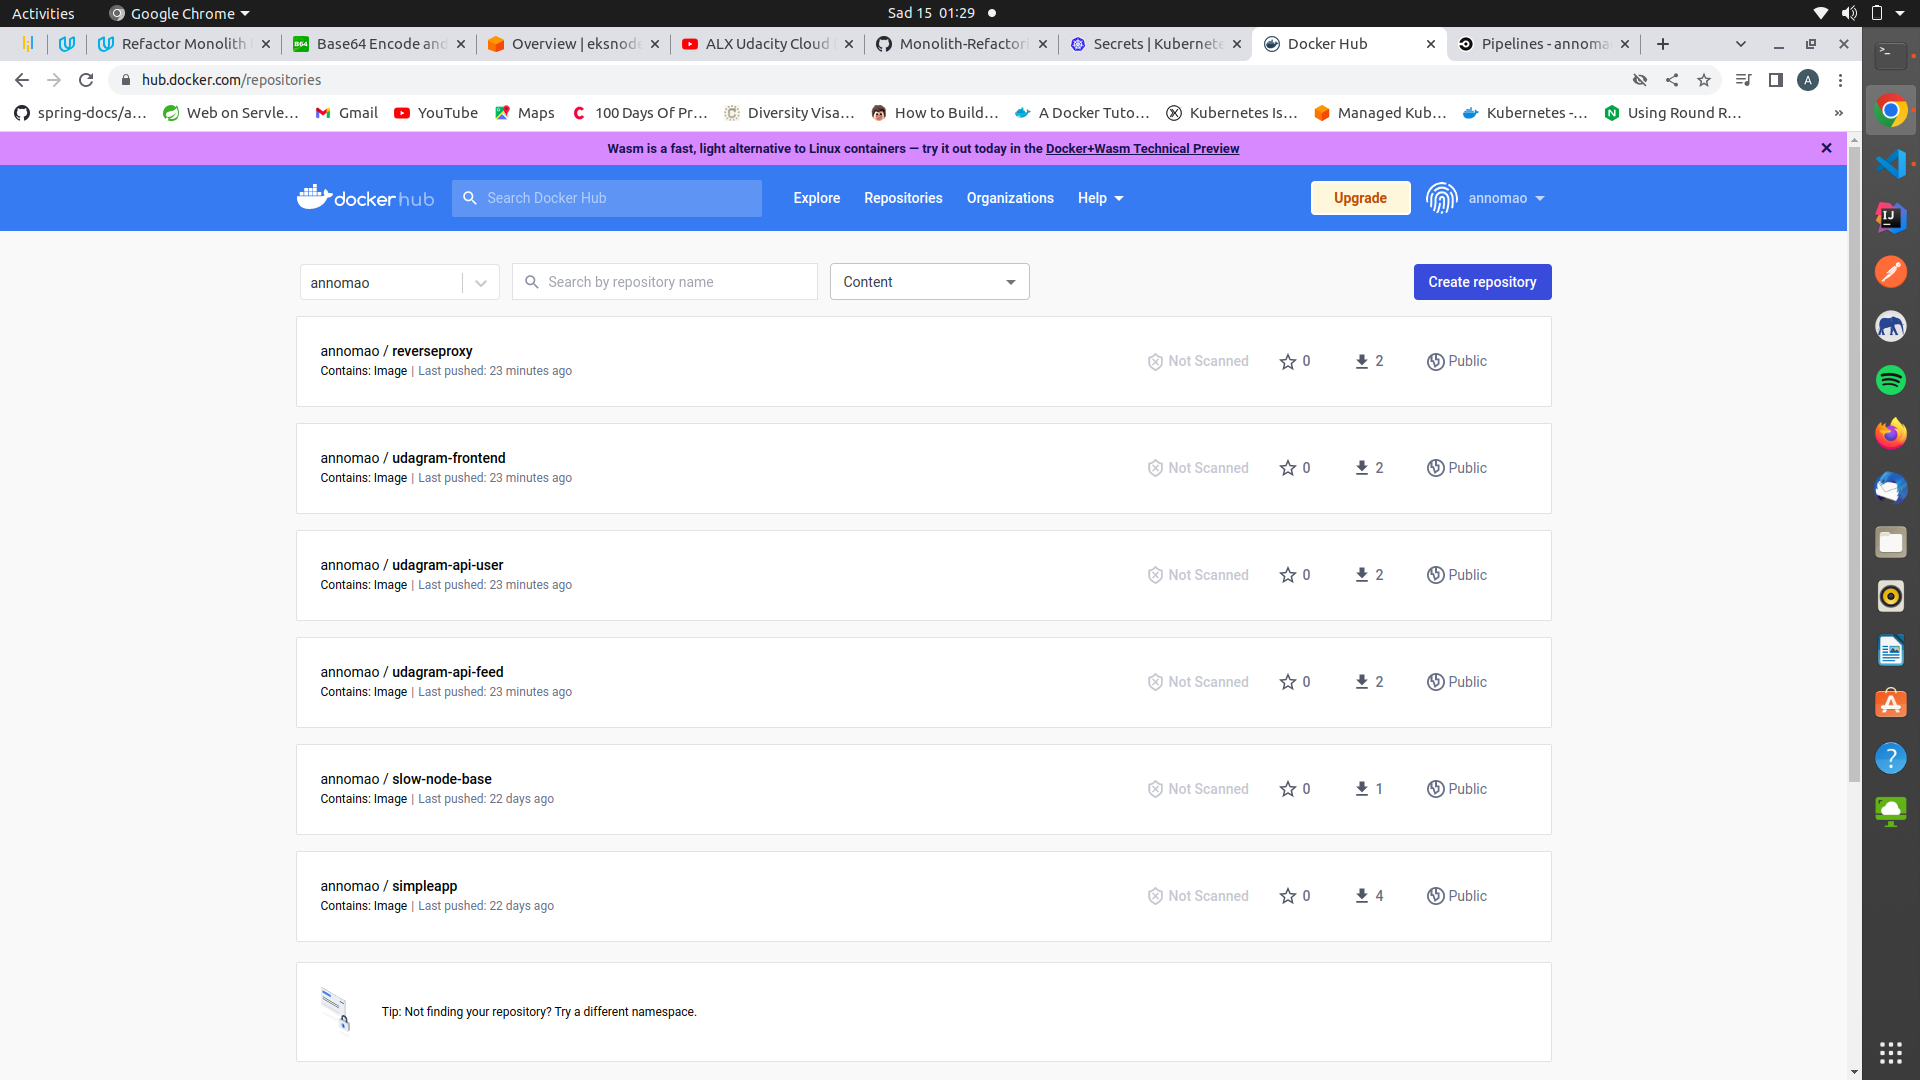 Activities
Google Chrome
Sad 15 01:29
Refactor Monolith
Base64 Encode and
Overview | eksnode
ALX Udacity Cloud
Monolith-Refactori
Secrets | Kubernete
Docker Hub
Pipelines - annoma
hub.docker.com/repositories
A
spring-docs/a...
Web on Servle...
Gmail
YouTube
Maps
100 Days Of Pr...
Diversity Visa...
How to Build...
A Docker Tuto...
Kubernetes Is...
Managed Kub...
Kubernetes -...
Using Round R...
»
Wasm is a fast, light alternative to Linux containers — try it out today in the Docker+Wasm Technical Preview
docker hub
Search Docker Hub
Explore
Repositories
Organizations
Help
Upgrade
annomao
annomao
Search by repository name
Content
Create repository
annomao / reverseproxy
Contains: Image | Last pushed: 23 minutes ago
Not Scanned
0
2
Public
annomao / udagram-frontend
Contains: Image | Last pushed: 23 minutes ago
Not Scanned
0
2
Public
annomao / udagram-api-user
Contains: Image | Last pushed: 23 minutes ago
Not Scanned
0
2
Public
annomao / udagram-api-feed
Contains: Image | Last pushed: 23 minutes ago
Not Scanned
0
2
Public
annomao / slow-node-base
Contains: Image | Last pushed: 22 days ago
Not Scanned
0
1
Public
annomao / simpleapp
Contains: Image | Last pushed: 22 days ago
Not Scanned
0
4
Public
Tip: Not finding your repository? Try a different namespace.